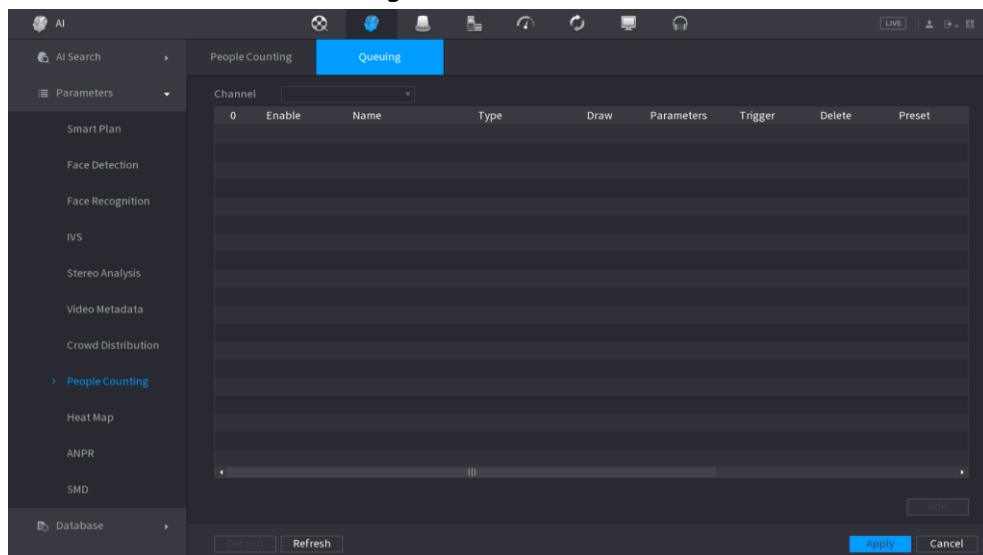 AI
LIVE
AI Search
People Counting
Queuing
Parameters
Channel
0 Enable Name Type Draw Parameters Trigger Delete Preset
Smart Plan
Face Detection
Face Recognition
IVS
Stereo Analysis
Video Metadata
Crowd Distribution
People Counting
Heat Map
ANPR
SMD
Add
Database
Default Refresh Apply Cancel